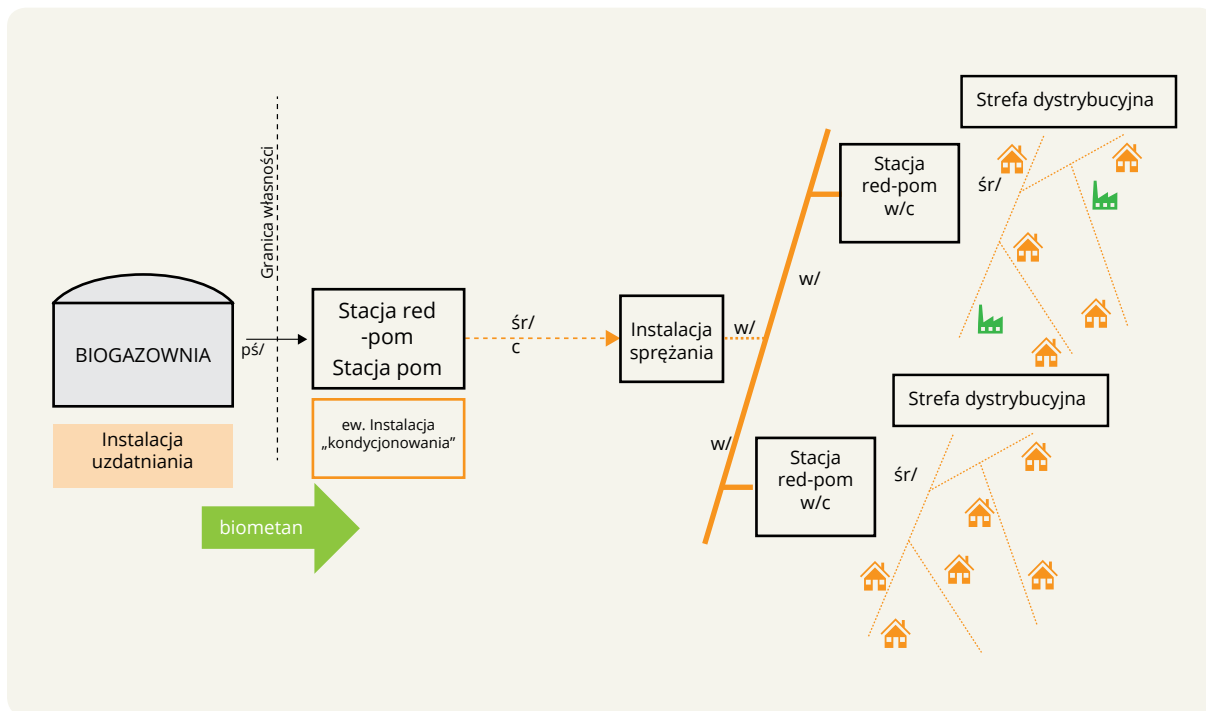 Granica własności
BIOGAZOWNIA
Instalacja
uzdatniania
pś/
Stacja red
-pom
Stacja pom
ew. Instalacja
„kondycjonowania”
biometan
śr/
c
Instalacja
sprężania
w/
w/
w/
Stacja
red-pom
w/c
śr/
Strefa dystrybucyjna
Stacja
red-pom
w/c
śr/
Strefa dystrybucyjna